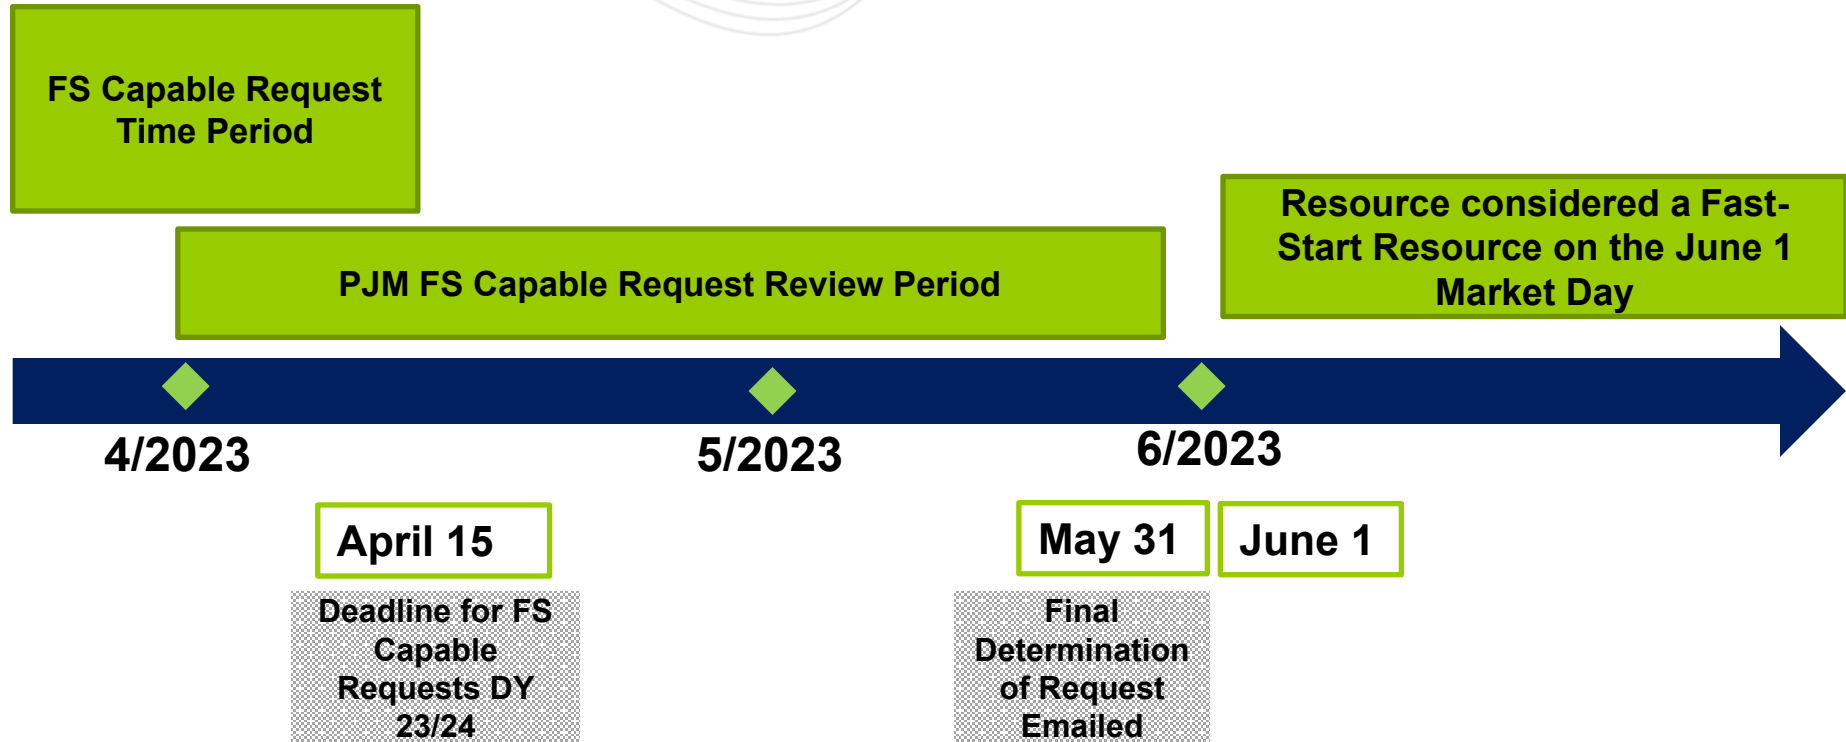 FS Capable Request
Time Period
PJM FS Capable Request Review Period
Resource considered a Fast-
Start Resource on the June 1
Market Day
4/2023
5/2023
6/2023
April 15
May 31
June 1
Deadline for FS
Capable
Requests DY
23/24
Final
Determination
of Request
Emailed